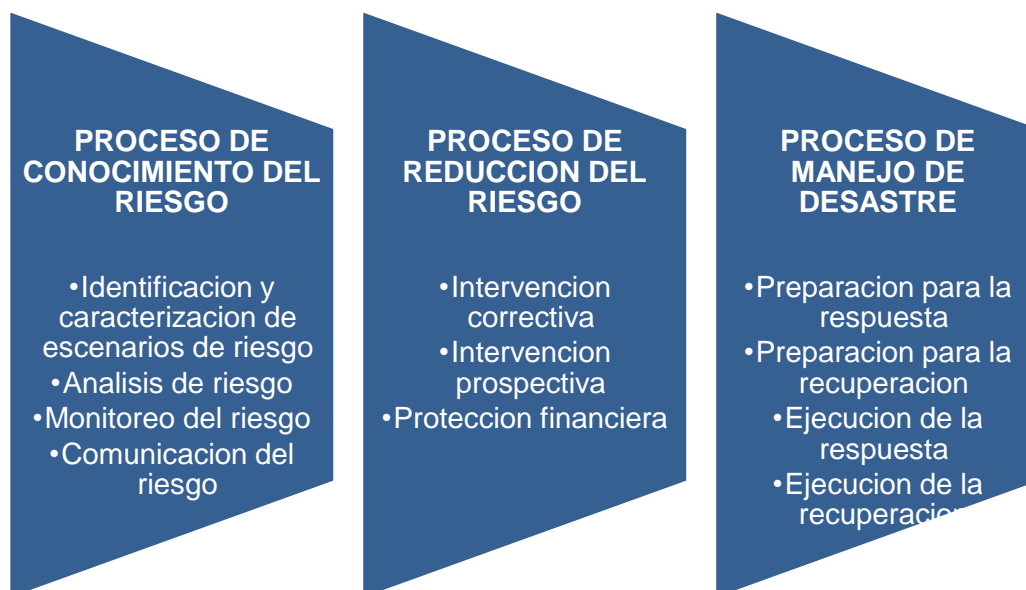 PROCESO DE
CONOCIMIENTO DEL
RIESGO
•Identificacion y
caracterizacion de
escenarios de riesgo
•Analisis de riesgo
•Monitoreo del riesgo
•Comunicacion del
riesgo
PROCESO DE
REDUCCION DEL
RIESGO
•Intervencion
correctiva
•Intervencion
prospectiva
•Proteccion financiera
PROCESO DE
MANEJO DE
DESASTRE
•Preparacion para la
respuesta
•Preparacion para la
recuperacion
•Ejecucion de la
respuesta
•Ejecucion de la
recuperacion